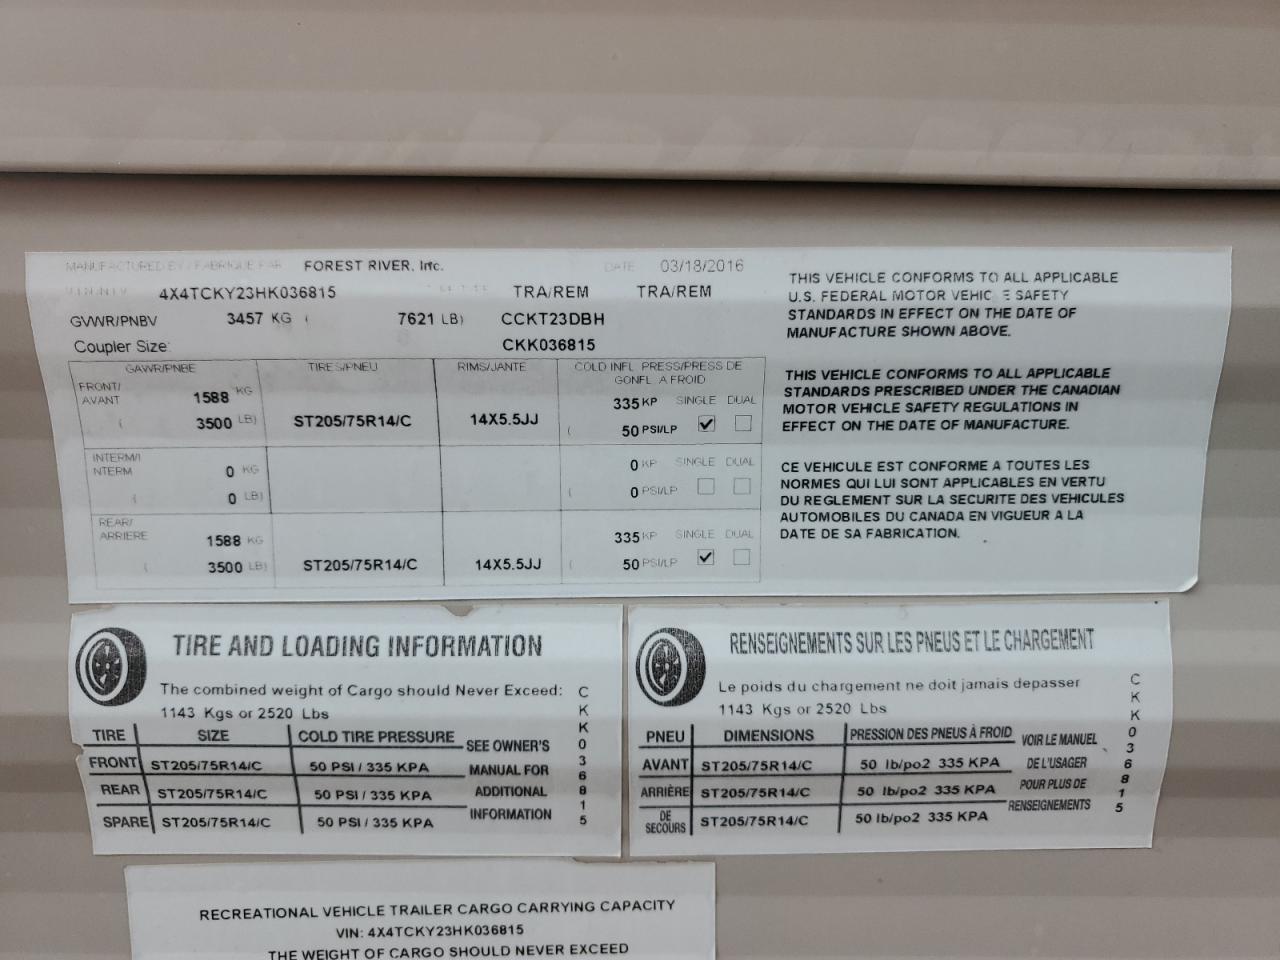 MANUFACTURED BY / FABRIQUE PAR FOREST RIVER, Inc. DATE 03/18/2016
VIN/NIV 4X4TCKY23HK036815 TRA/REM TRA/REM
GVWR/PNBV 3457 KG ( 7621 LB) CCKT23DBH
Coupler Size: CKK036815
GAWR/PNBE TIRES/PNEU RIMS/JANTE COLD INFL. PRESS/PRESS DE GONFL. A FROID
FRONT/ AVANT 1588 KG 335 KP SINGLE DUAL
( 3500 LB) ST205/75R14/C 14X5.5JJ ( 50 PSI/LP
INTERM/I NTERM 0 KG 0 KP SINGLE DUAL
( 0 LB) ( 0 PSI/LP
REAR/ ARRIERE 1588 KG 335 KP SINGLE DUAL
( 3500 LB) ST205/75R14/C 14X5.5JJ ( 50 PSI/LP
THIS VEHICLE CONFORMS TO ALL APPLICABLE
U.S. FEDERAL MOTOR VEHIC E SAFETY
STANDARDS IN EFFECT ON THE DATE OF
MANUFACTURE SHOWN ABOVE.
THIS VEHICLE CONFORMS TO ALL APPLICABLE
STANDARDS PRESCRIBED UNDER THE CANADIAN
MOTOR VEHICLE SAFETY REGULATIONS IN
EFFECT ON THE DATE OF MANUFACTURE.
CE VEHICULE EST CONFORME A TOUTES LES
NORMES QUI LUI SONT APPLICABLES EN VERTU
DU REGLEMENT SUR LA SECURITE DES VEHICULES
AUTOMOBILES DU CANADA EN VIGUEUR A LA
DATE DE SA FABRICATION.
TIRE AND LOADING INFORMATION
The combined weight of Cargo should Never Exceed:
1143 Kgs or 2520 Lbs
TIRE SIZE COLD TIRE PRESSURE
FRONT ST205/75R14/C 50 PSI / 335 KPA
REAR ST205/75R14/C 50 PSI / 335 KPA
SPARE ST205/75R14/C 50 PSI / 335 KPA
SEE OWNER'S
MANUAL FOR
ADDITIONAL
INFORMATION
CKK036815
RENSEIGNEMENTS SUR LES PNEUS ET LE CHARGEMENT
Le poids du chargement ne doit jamais depasser
1143 Kgs or 2520 Lbs
PNEU DIMENSIONS PRESSION DES PNEUS À FROID
AVANT ST205/75R14/C 50 lb/po2 335 KPA
ARRIÈRE ST205/75R14/C 50 lb/po2 335 KPA
DE SECOURS ST205/75R14/C 50 lb/po2 335 KPA
VOIR LE MANUEL
DE L'USAGER
POUR PLUS DE
RENSEIGNEMENTS
CKK036815
RECREATIONAL VEHICLE TRAILER CARGO CARRYING CAPACITY
VIN: 4X4TCKY23HK036815
THE WEIGHT OF CARGO SHOULD NEVER EXCEED